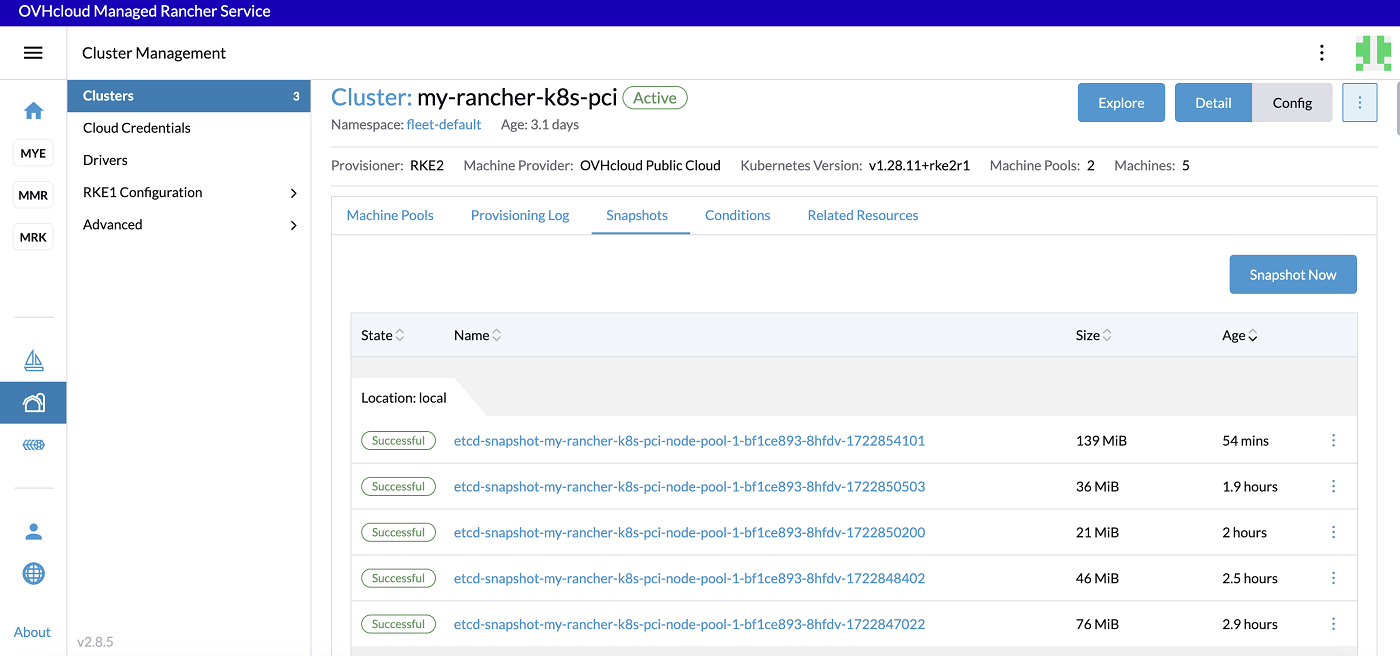 OVHcloud Managed Rancher Service
Cluster Management
Clusters 3
Cloud Credentials
Drivers
RKE1 Configuration
Advanced
MYE
MMR
MRK
About
v2.8.5
Cluster: my-rancher-k8s-pci Active
Namespace: fleet-default Age: 3.1 days
Explore Detail Config
Provisioner: RKE2 Machine Provider: OVHcloud Public Cloud Kubernetes Version: v1.28.11+rke2r1 Machine Pools: 2 Machines: 5
Machine Pools Provisioning Log Snapshots Conditions Related Resources
Snapshot Now
State Name Size Age
Location: local
Successful etcd-snapshot-my-rancher-k8s-pci-node-pool-1-bf1ce893-8hfdv-1722854101 139 MiB 54 mins
Successful etcd-snapshot-my-rancher-k8s-pci-node-pool-1-bf1ce893-8hfdv-1722850503 36 MiB 1.9 hours
Successful etcd-snapshot-my-rancher-k8s-pci-node-pool-1-bf1ce893-8hfdv-1722850200 21 MiB 2 hours
Successful etcd-snapshot-my-rancher-k8s-pci-node-pool-1-bf1ce893-8hfdv-1722848402 46 MiB 2.5 hours
Successful etcd-snapshot-my-rancher-k8s-pci-node-pool-1-bf1ce893-8hfdv-1722847022 76 MiB 2.9 hours